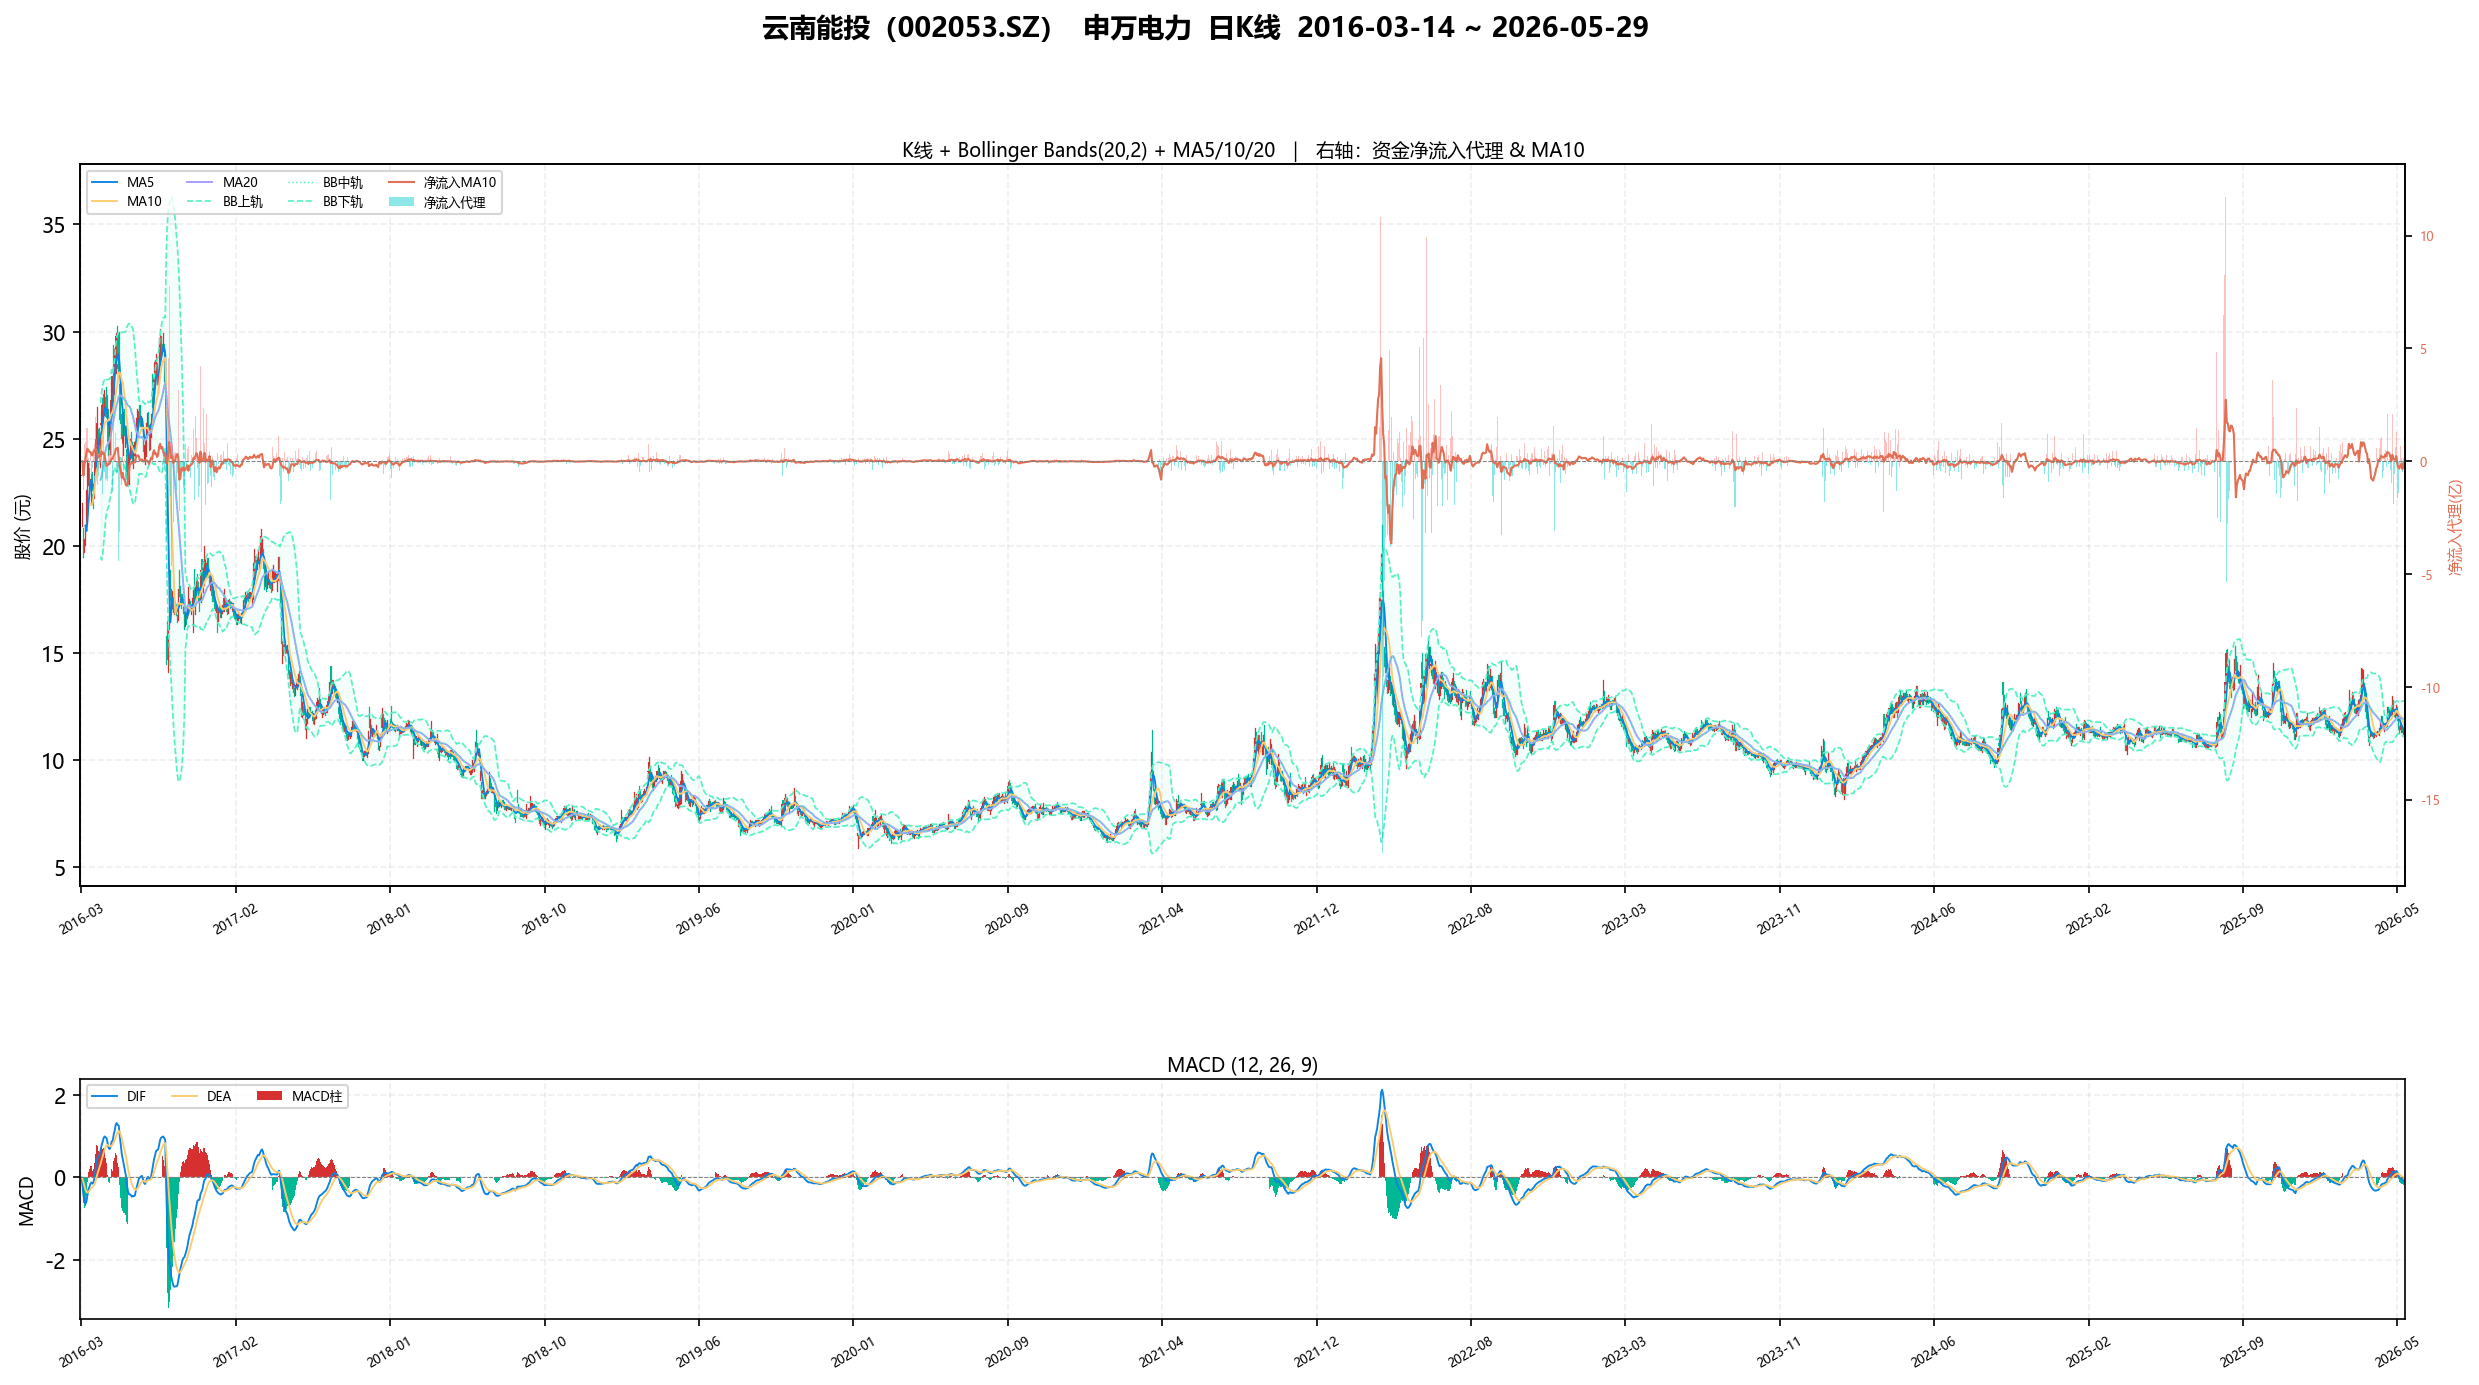 云南能投（002053.SZ） 申万电力 日K线 2016-03-14 ~ 2026-05-29
K线 + Bollinger Bands(20,2) + MA5/10/20 | 右轴：资金净流入代理 & MA10
MA5 MA20 BB中轨 净流入MA10
MA10 BB上轨 BB下轨 净流入代理
35
30
25
20
15
10
5
股价 (元)
10
5
0
-5
-10
-15
净流入代理(亿)
2016-03 2017-02 2018-01 2018-10 2019-06 2020-01 2020-09 2021-04 2021-12 2022-08 2023-03 2023-11 2024-06 2025-02 2025-09 2026-05
MACD (12, 26, 9)
DIF DEA MACD柱
2
0
-2
MACD
2016-03 2017-02 2018-01 2018-10 2019-06 2020-01 2020-09 2021-04 2021-12 2022-08 2023-03 2023-11 2024-06 2025-02 2025-09 2026-05